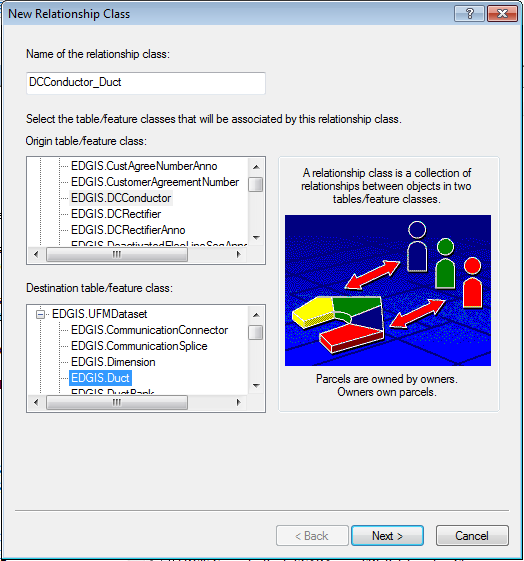 New Relationship Class
?
Name of the relationship class:
DCConductor_Duct
Select the table/feature classes that will be associated by this relationship class.
Origin table/feature class:
EDGIS.CustAgreeNumberAnno
EDGIS.CustomerAgreementNumber
EDGIS.DCConductor
EDGIS.DCRectifier
EDGIS.DCRectifierAnno
A relationship class is a collection of
relationships between objects in two
tables/feature classes.
Destination table/feature class:
EDGIS.UFMDataset
EDGIS.CommunicationConnector
EDGIS.CommunicationSplice
EDGIS.Dimension
EDGIS.Duct
EDGIS.DuctBank
Parcels are owned by owners.
Owners own parcels.
< Back
Next >
Cancel